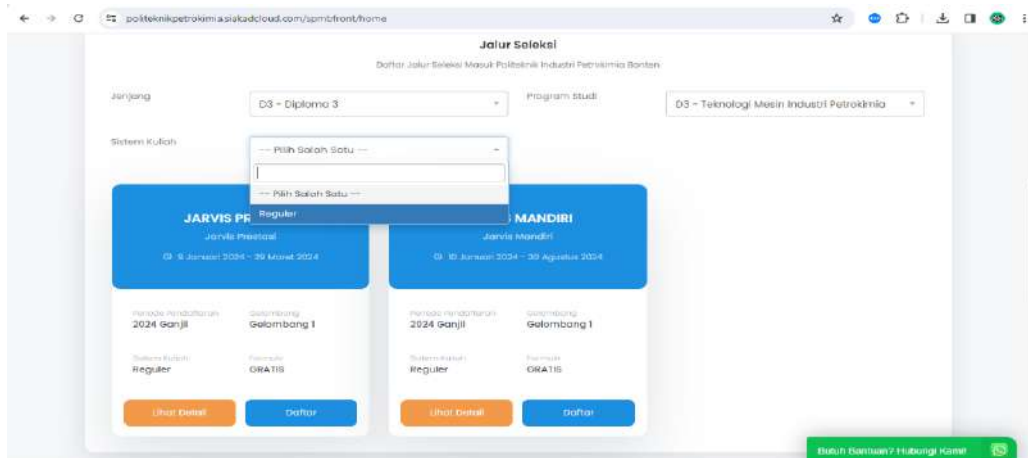 politeknikpetrokimia.siakadcloud.com/spmbfront/home
Jalur Seleksi
Daftar Jalur Seleksi Masuk Politeknik Industri Petrokimia Banten
Jenjang
D3 - Diploma 3
Program Studi
D3 - Teknologi Mesin Industri Petrokimia
Sistem Kuliah
-- Pilih Salah Satu --
-- Pilih Salah Satu --
Reguler
JARVIS PR
MANDIRI
Jarvis Prestasi
Jarvis Mandiri
9 Januari 2024 - 29 Maret 2024
10 Januari 2024 - 30 Agustus 2024
Periode Pendaftaran
Gelombang
Periode Pendaftaran
Gelombang
2024 Ganjil
Gelombang 1
2024 Ganjil
Gelombang 1
Sistem Kuliah
Formulir
Sistem Kuliah
Formulir
Reguler
GRATIS
Reguler
GRATIS
Lihat Detail
Daftar
Lihat Detail
Daftar
Butuh Bantuan? Hubungi Kami!